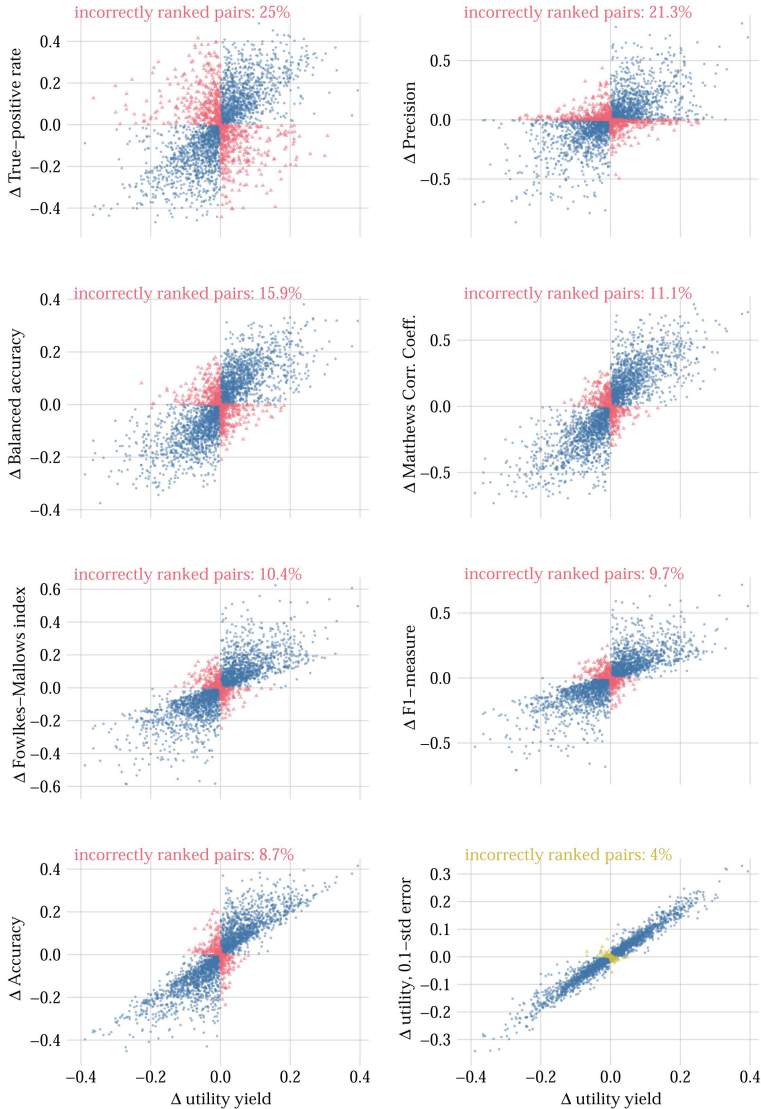 incorrectly ranked pairs: 25%
0.4
0.2
0.0
−0.2
−0.4
Δ True−positive rate
incorrectly ranked pairs: 21.3%
0.5
0.0
−0.5
Δ Precision
incorrectly ranked pairs: 15.9%
0.4
0.2
0.0
−0.2
−0.4
Δ Balanced accuracy
incorrectly ranked pairs: 11.1%
0.5
0.0
−0.5
Δ Matthews Corr. Coeff.
incorrectly ranked pairs: 10.4%
0.6
0.4
0.2
0.0
−0.2
−0.4
−0.6
Δ Fowlkes−Mallows index
incorrectly ranked pairs: 9.7%
0.5
0.0
−0.5
Δ F1−measure
incorrectly ranked pairs: 8.7%
0.4
0.2
0.0
−0.2
−0.4
Δ Accuracy
−0.4 −0.2 0.0 0.2 0.4
Δ utility yield
incorrectly ranked pairs: 4%
0.3
0.2
0.1
0.0
−0.1
−0.2
−0.3
Δ utility, 0.1−std error
−0.4 −0.2 0.0 0.2 0.4
Δ utility yield